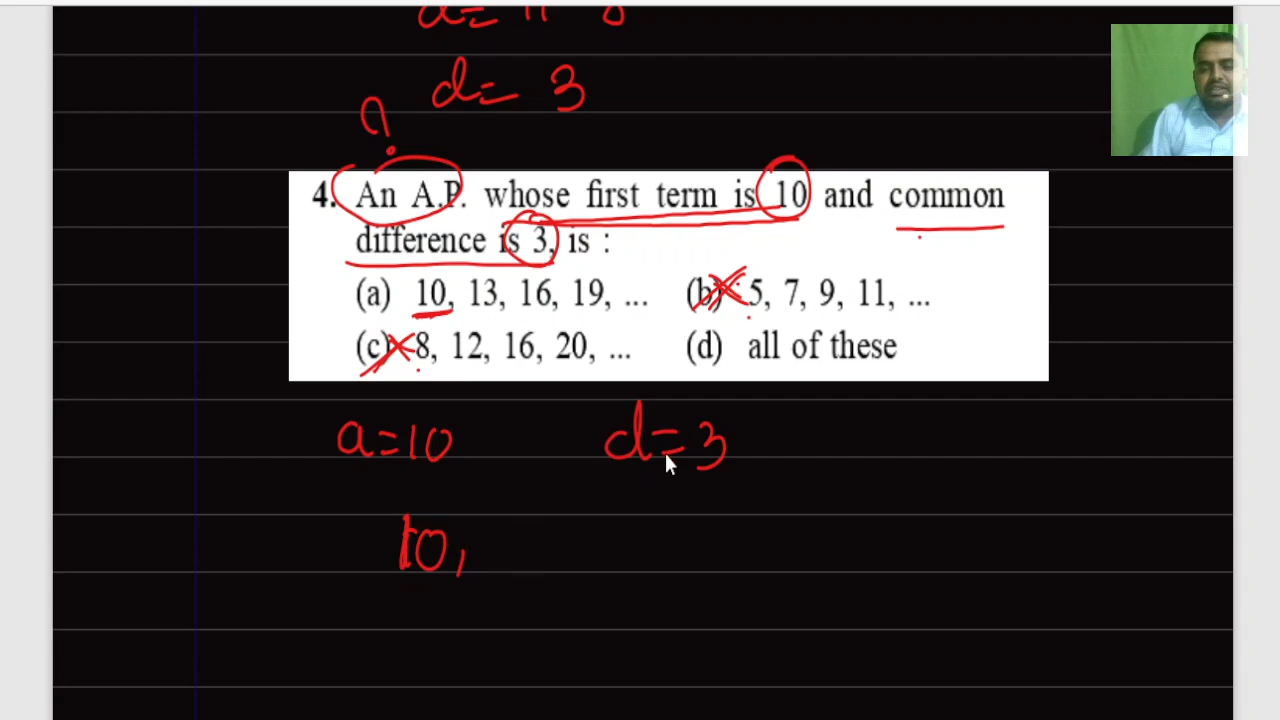 d = 3
?
4. An A.P. whose first term is 10 and common
difference is 3, is :
(a) 10, 13, 16, 19, ... (b) 5, 7, 9, 11, ...
(c) 8, 12, 16, 20, ... (d) all of these
a=10 d=3
10,